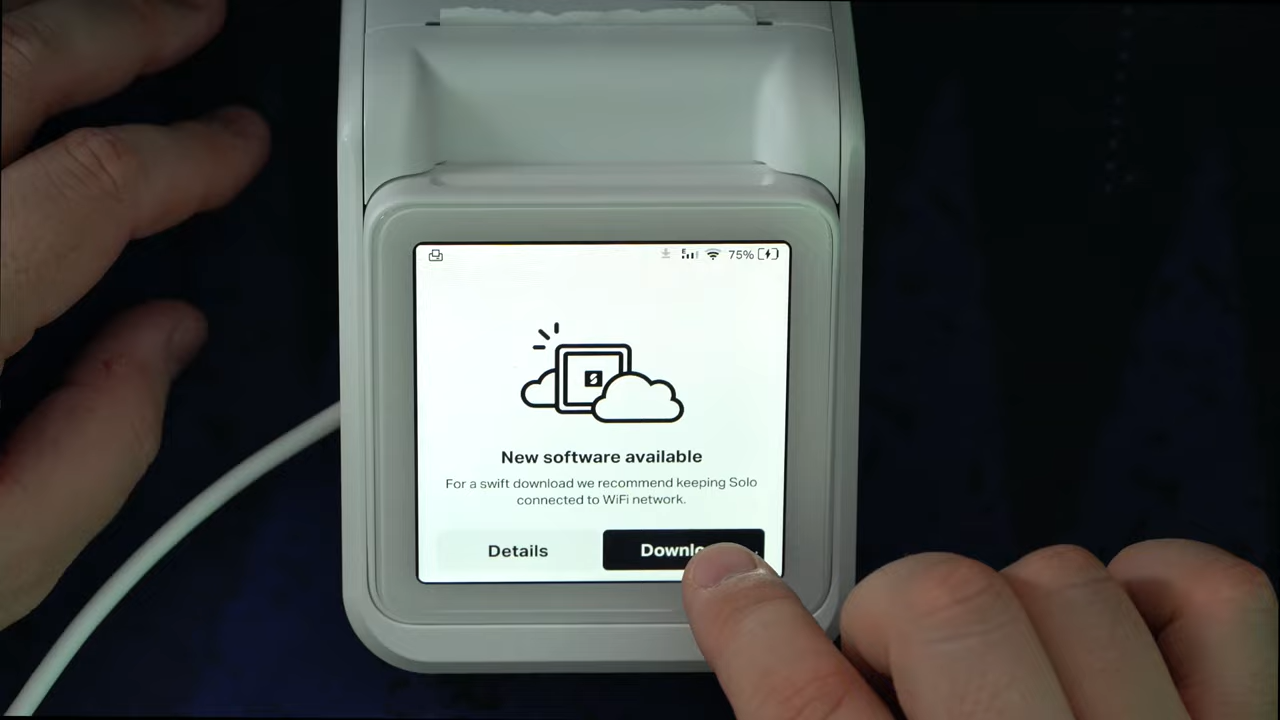 75%
New software available
For a swift download we recommend keeping Solo
connected to WiFi network.
Details